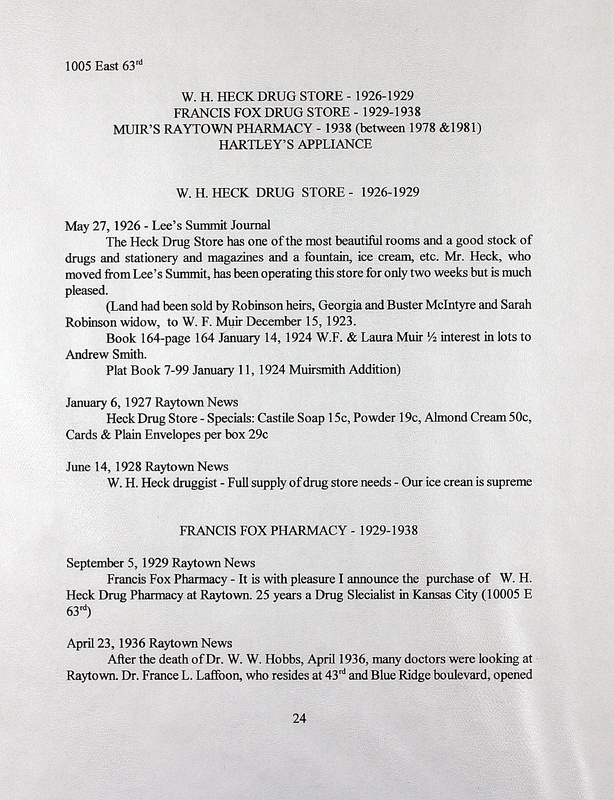 1005 East 63rd
W. H. HECK DRUG STORE - 1926-1929
FRANCIS FOX DRUG STORE - 1929-1938
MUIR'S RAYTOWN PHARMACY - 1938 (between 1978 &1981)
HARTLEY'S APPLIANCE
W. H. HECK DRUG STORE - 1926-1929
May 27, 1926 - Lee's Summit Journal
The Heck Drug Store has one of the most beautiful rooms and a good stock of
drugs and stationery and magazines and a fountain, ice cream, etc. Mr. Heck, who
moved from Lee's Summit, has been operating this store for only two weeks but is much
pleased.
(Land had been sold by Robinson heirs, Georgia and Buster McIntyre and Sarah
Robinson widow, to W. F. Muir December 15, 1923.
Book 164-page 164 January 14, 1924 W.F. & Laura Muir ½ interest in lots to
Andrew Smith.
Plat Book 7-99 January 11, 1924 Muirsmith Addition)
January 6, 1927 Raytown News
Heck Drug Store - Specials: Castile Soap 15c, Powder 19c, Almond Cream 50c,
Cards & Plain Envelopes per box 29c
June 14, 1928 Raytown News
W. H. Heck druggist - Full supply of drug store needs - Our ice crean is supreme
FRANCIS FOX PHARMACY - 1929-1938
September 5, 1929 Raytown News
Francis Fox Pharmacy - It is with pleasure I announce the purchase of W. H.
Heck Drug Pharmacy at Raytown. 25 years a Drug Slecialist in Kansas City (10005 E
63rd)
April 23, 1936 Raytown News
After the death of Dr. W. W. Hobbs, April 1936, many doctors were looking at
Raytown. Dr. France L. Laffoon, who resides at 43rd and Blue Ridge boulevard, opened
24